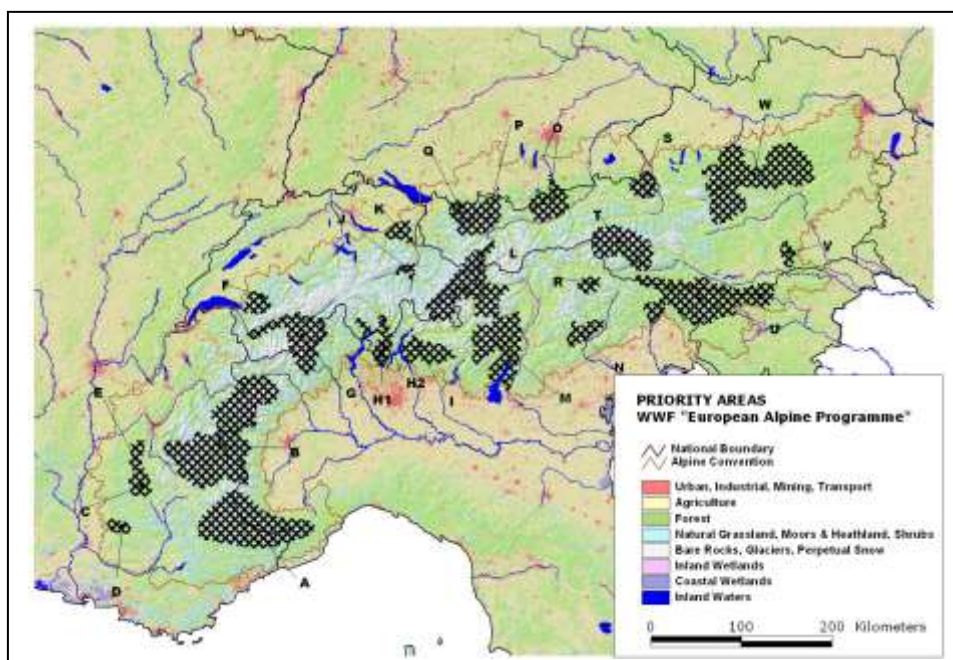 P
O
W
Q
S
K
J
T
L
V
F
R
U
E
H2
N
G
H1
I
M
B
C
D
A
PRIORITY AREAS
WWF "European Alpine Programme"
National Boundary
Alpine Convention
Urban, Industrial, Mining, Transport
Agriculture
Forest
Natural Grassland, Moors & Heathland, Shrubs
Bare Rocks, Glaciers, Perpetual Snow
Inland Wetlands
Coastal Wetlands
Inland Waters
0 100 200 Kilometers